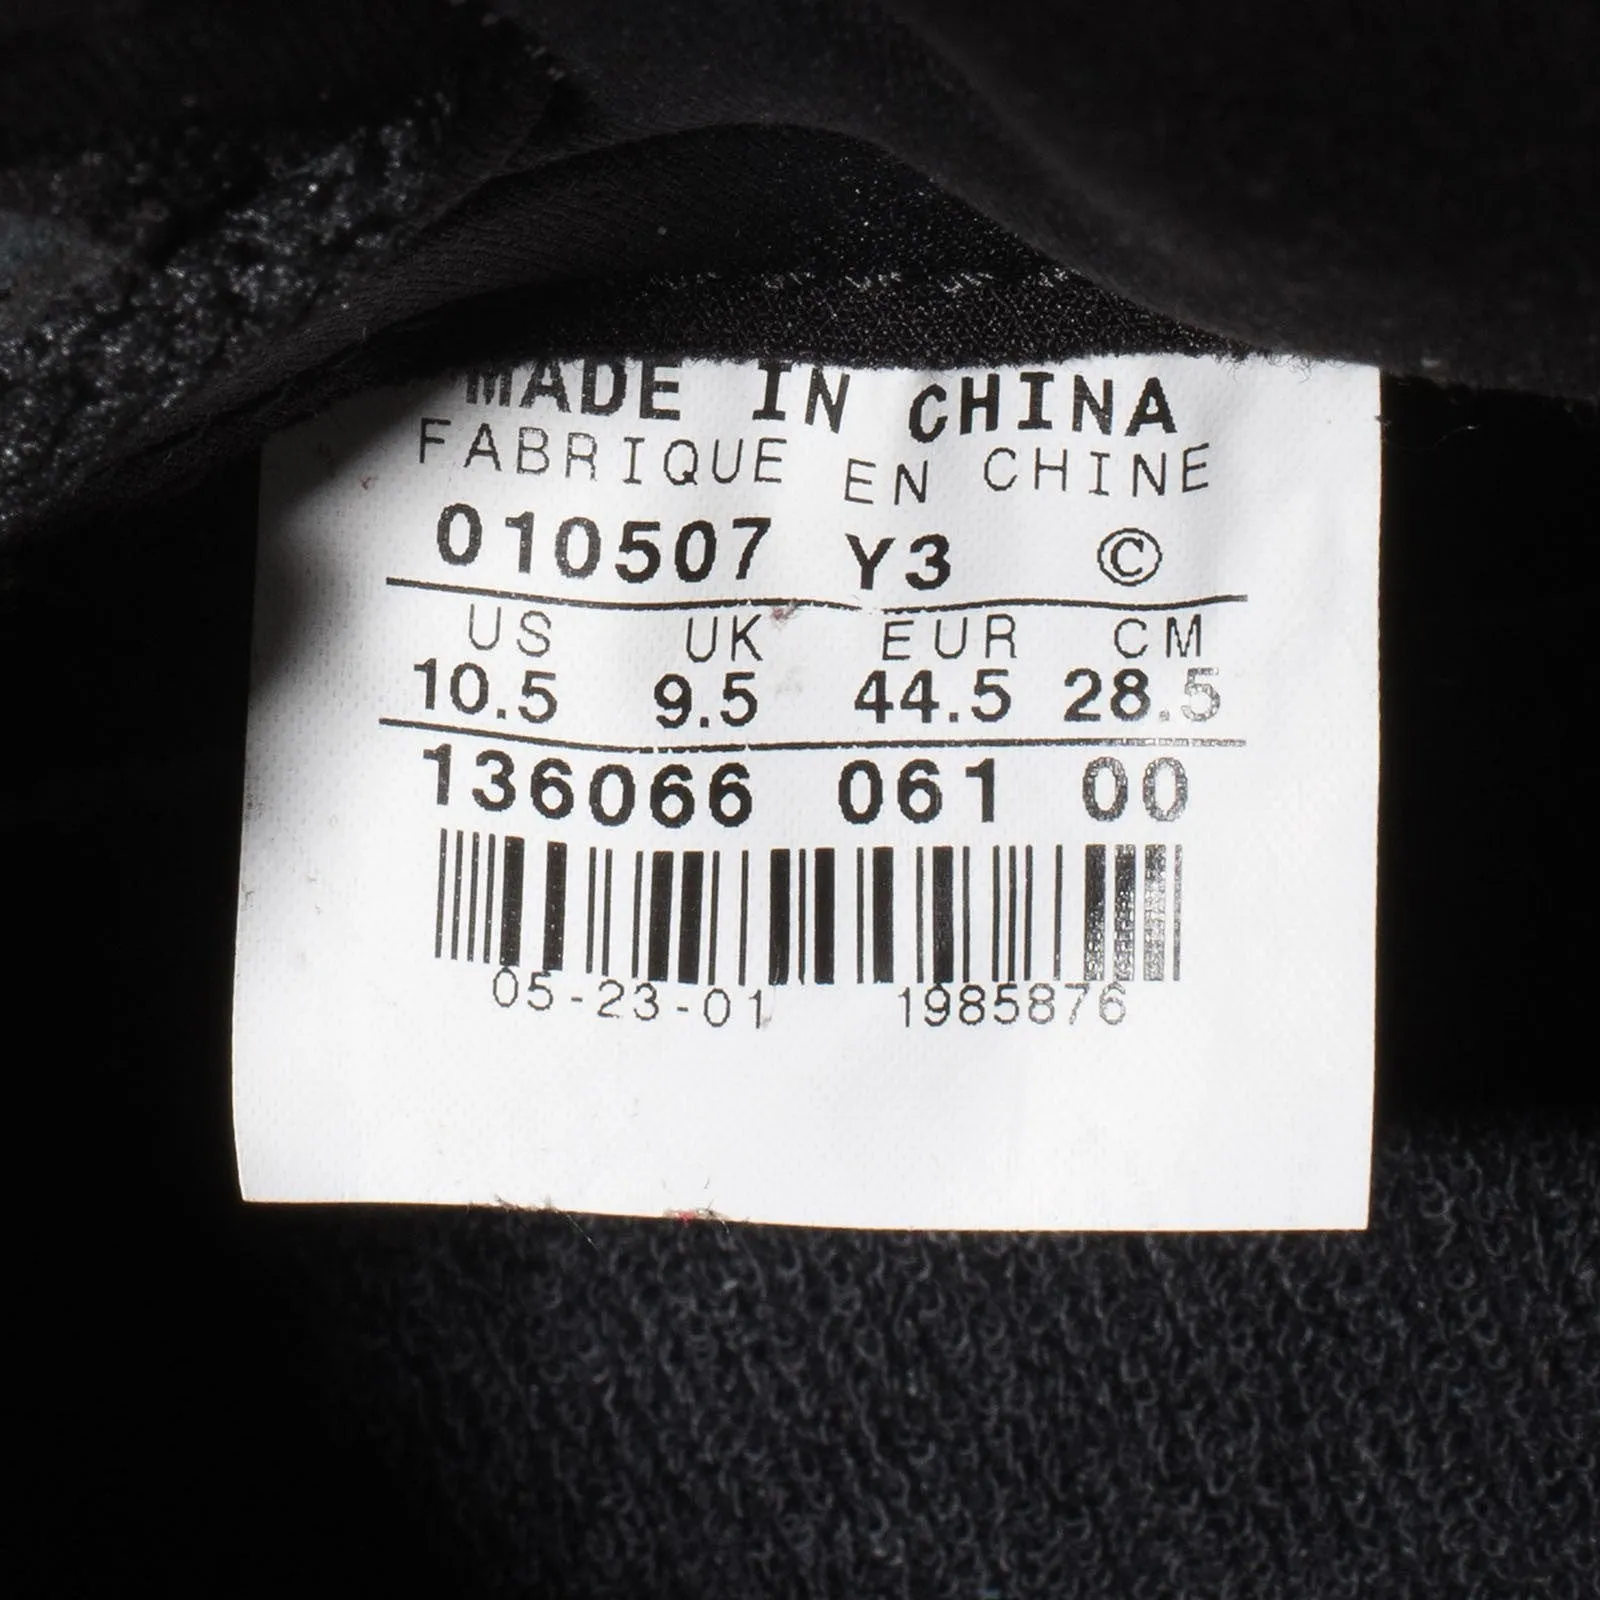 MADE IN CHINA
FABRIQUE EN CHINE
010507 Y3 ©
US UK EUR CM
10.5 9.5 44.5 28.5
136066 061 00
05-23-01 1985876